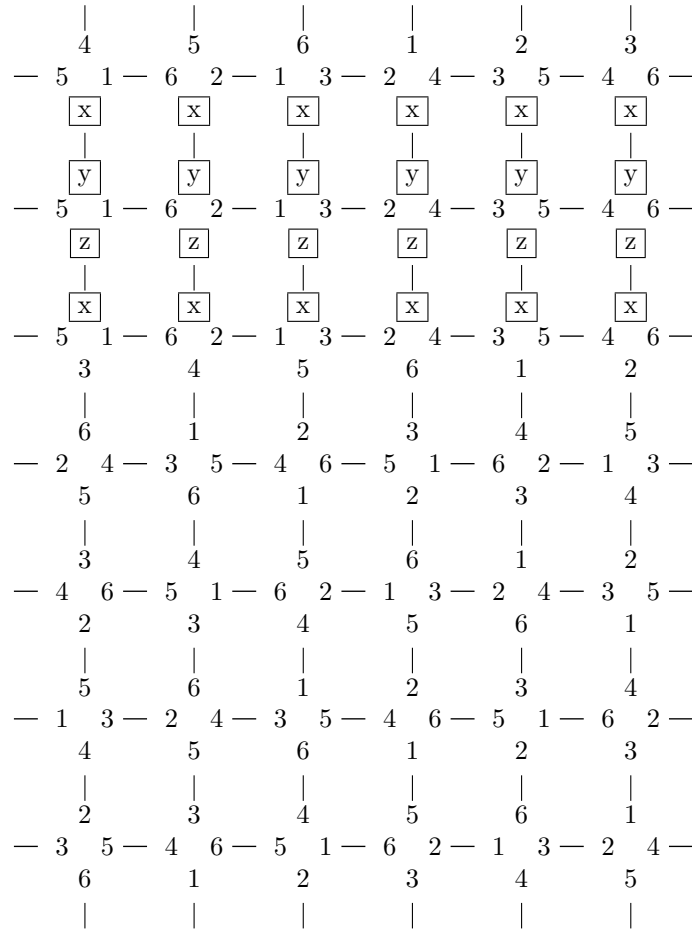 4 5 6 1 2 3
5 1 6 2 1 3 2 4 3 5 4 6
x x x x x x
y y y y y y
5 1 6 2 1 3 2 4 3 5 4 6
z z z z z z
x x x x x x
5 1 6 2 1 3 2 4 3 5 4 6
3 4 5 6 1 2
6 1 2 3 4 5
2 4 3 5 4 6 5 1 6 2 1 3
5 6 1 2 3 4
3 4 5 6 1 2
4 6 5 1 6 2 1 3 2 4 3 5
2 3 4 5 6 1
5 6 1 2 3 4
1 3 2 4 3 5 4 6 5 1 6 2
4 5 6 1 2 3
2 3 4 5 6 1
3 5 4 6 5 1 6 2 1 3 2 4
6 1 2 3 4 5